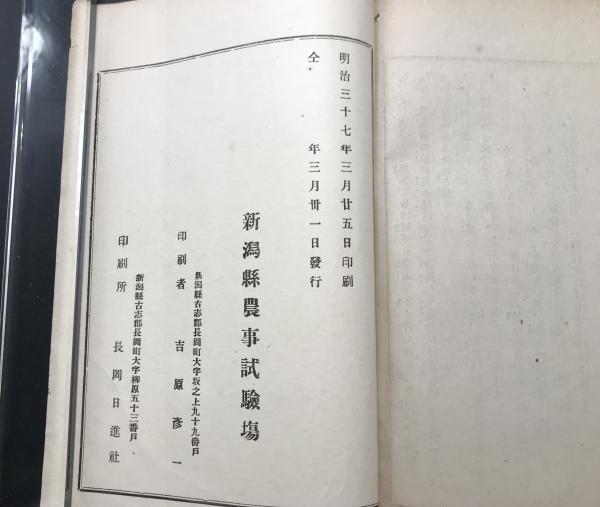 明治三十七年三月廿五日印刷
仝年三月卅一日發行
新潟縣農事試驗塲
新潟縣古志郡長岡町大字坂之上九十九番戸
印刷者 吉原彦一
新潟縣古志郡長岡町大字柳原五十三番戸
印刷所 長岡日進社